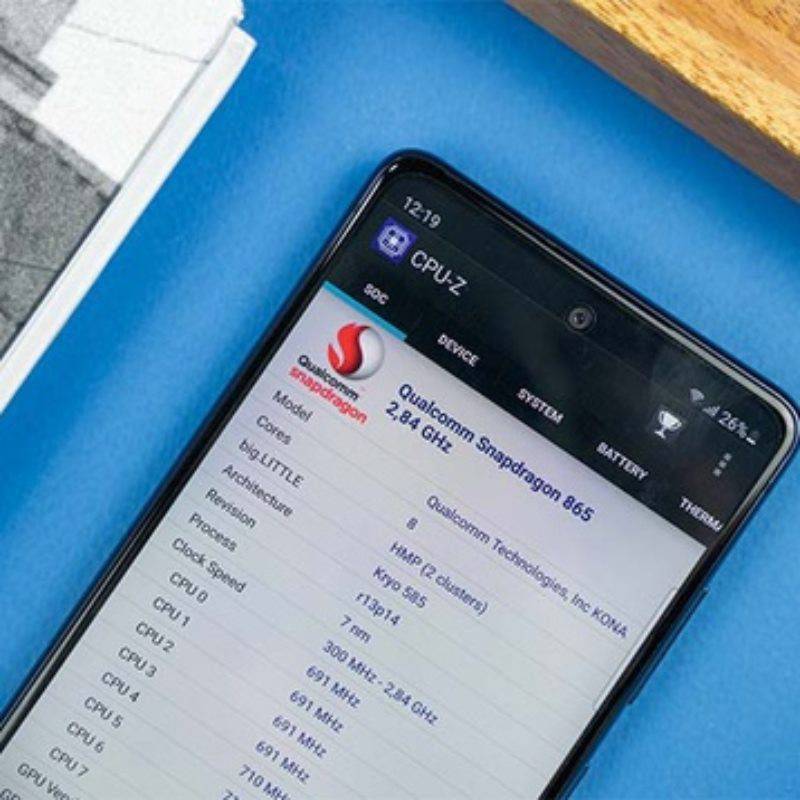 12:19
26%
CPU-Z
SOC DEVICE SYSTEM BATTERY
Qualcomm
snapdragon
Qualcomm Snapdragon 865
2,84 GHz
Model Qualcomm Technologies, Inc KONA
Cores 8
big.LITTLE HMP (2 clusters)
Architecture Kryo 585
Revision r13p14
Process 7 nm
Clock Speed 300 MHz - 2,84 GHz
CPU 0 691 MHz
CPU 1 691 MHz
CPU 2 691 MHz
CPU 3 691 MHz
CPU 4 710 MHz
CPU 5
CPU 6
CPU 7
GPU